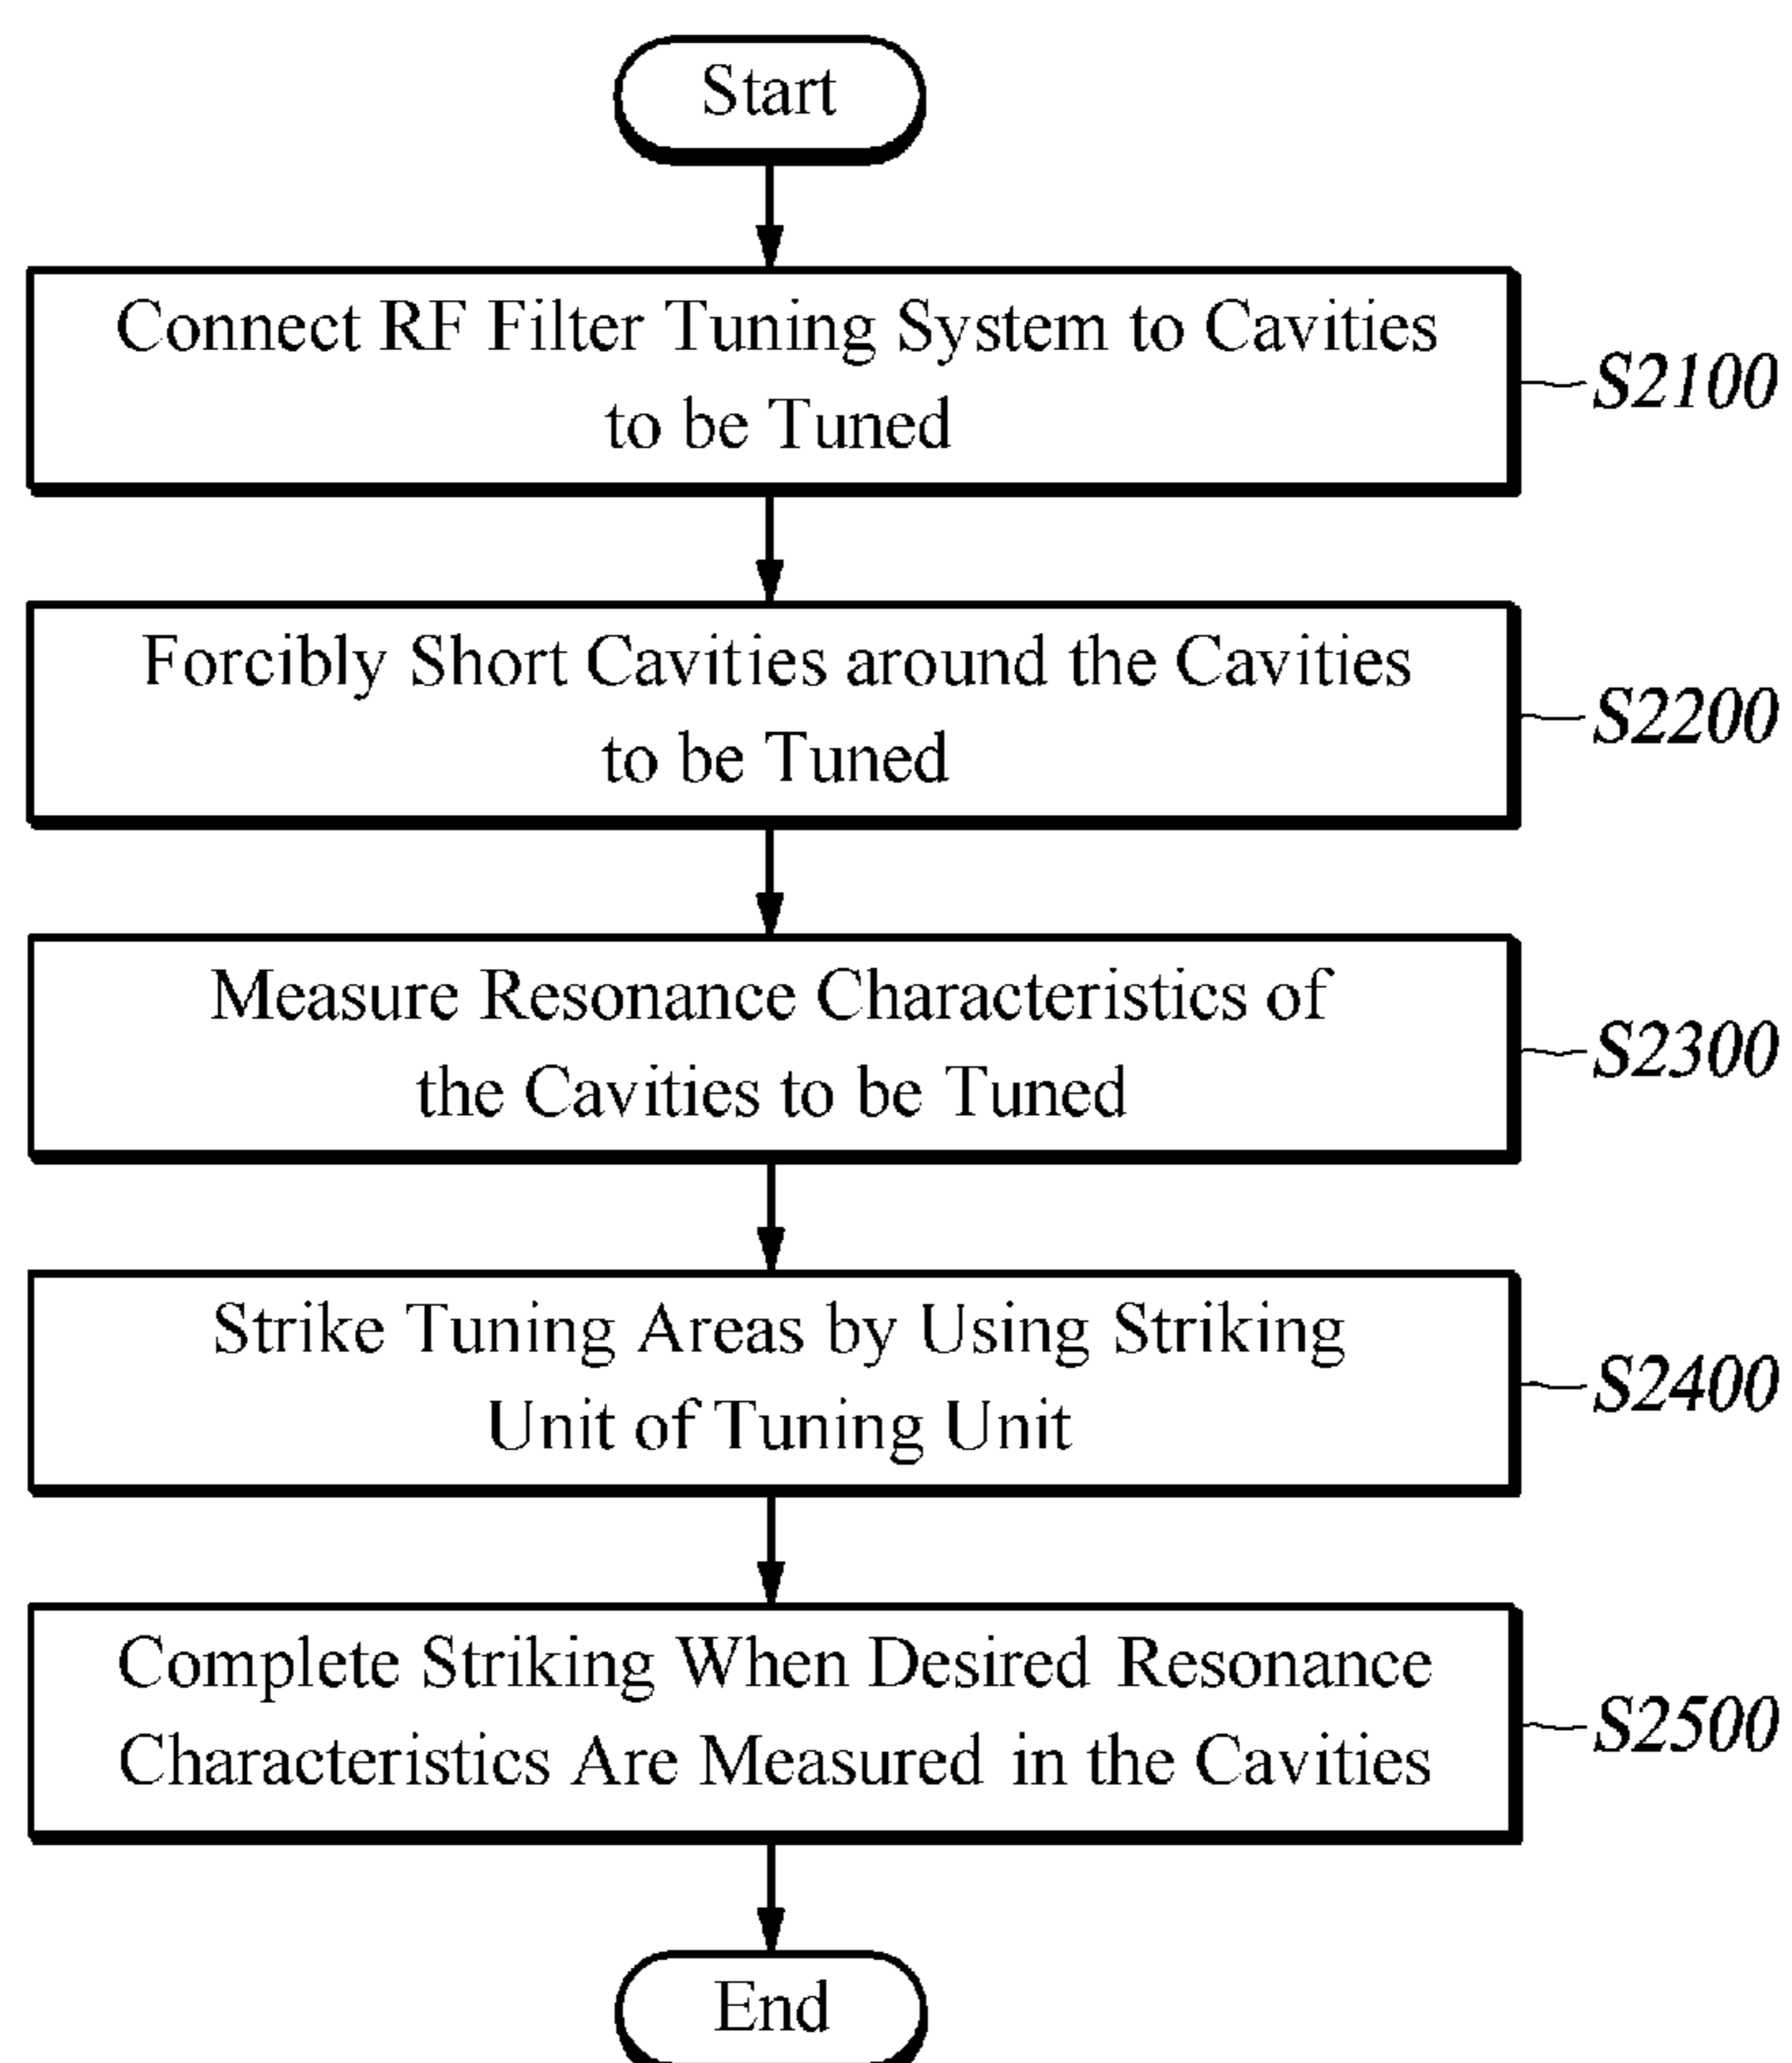 Start
Connect RF Filter Tuning System to Cavities
to be Tuned
S2100
Forcibly Short Cavities around the Cavities
to be Tuned
S2200
Measure Resonance Characteristics of
the Cavities to be Tuned
S2300
Strike Tuning Areas by Using Striking
Unit of Tuning Unit
S2400
Complete Striking When Desired Resonance
Characteristics Are Measured in the Cavities
S2500
End